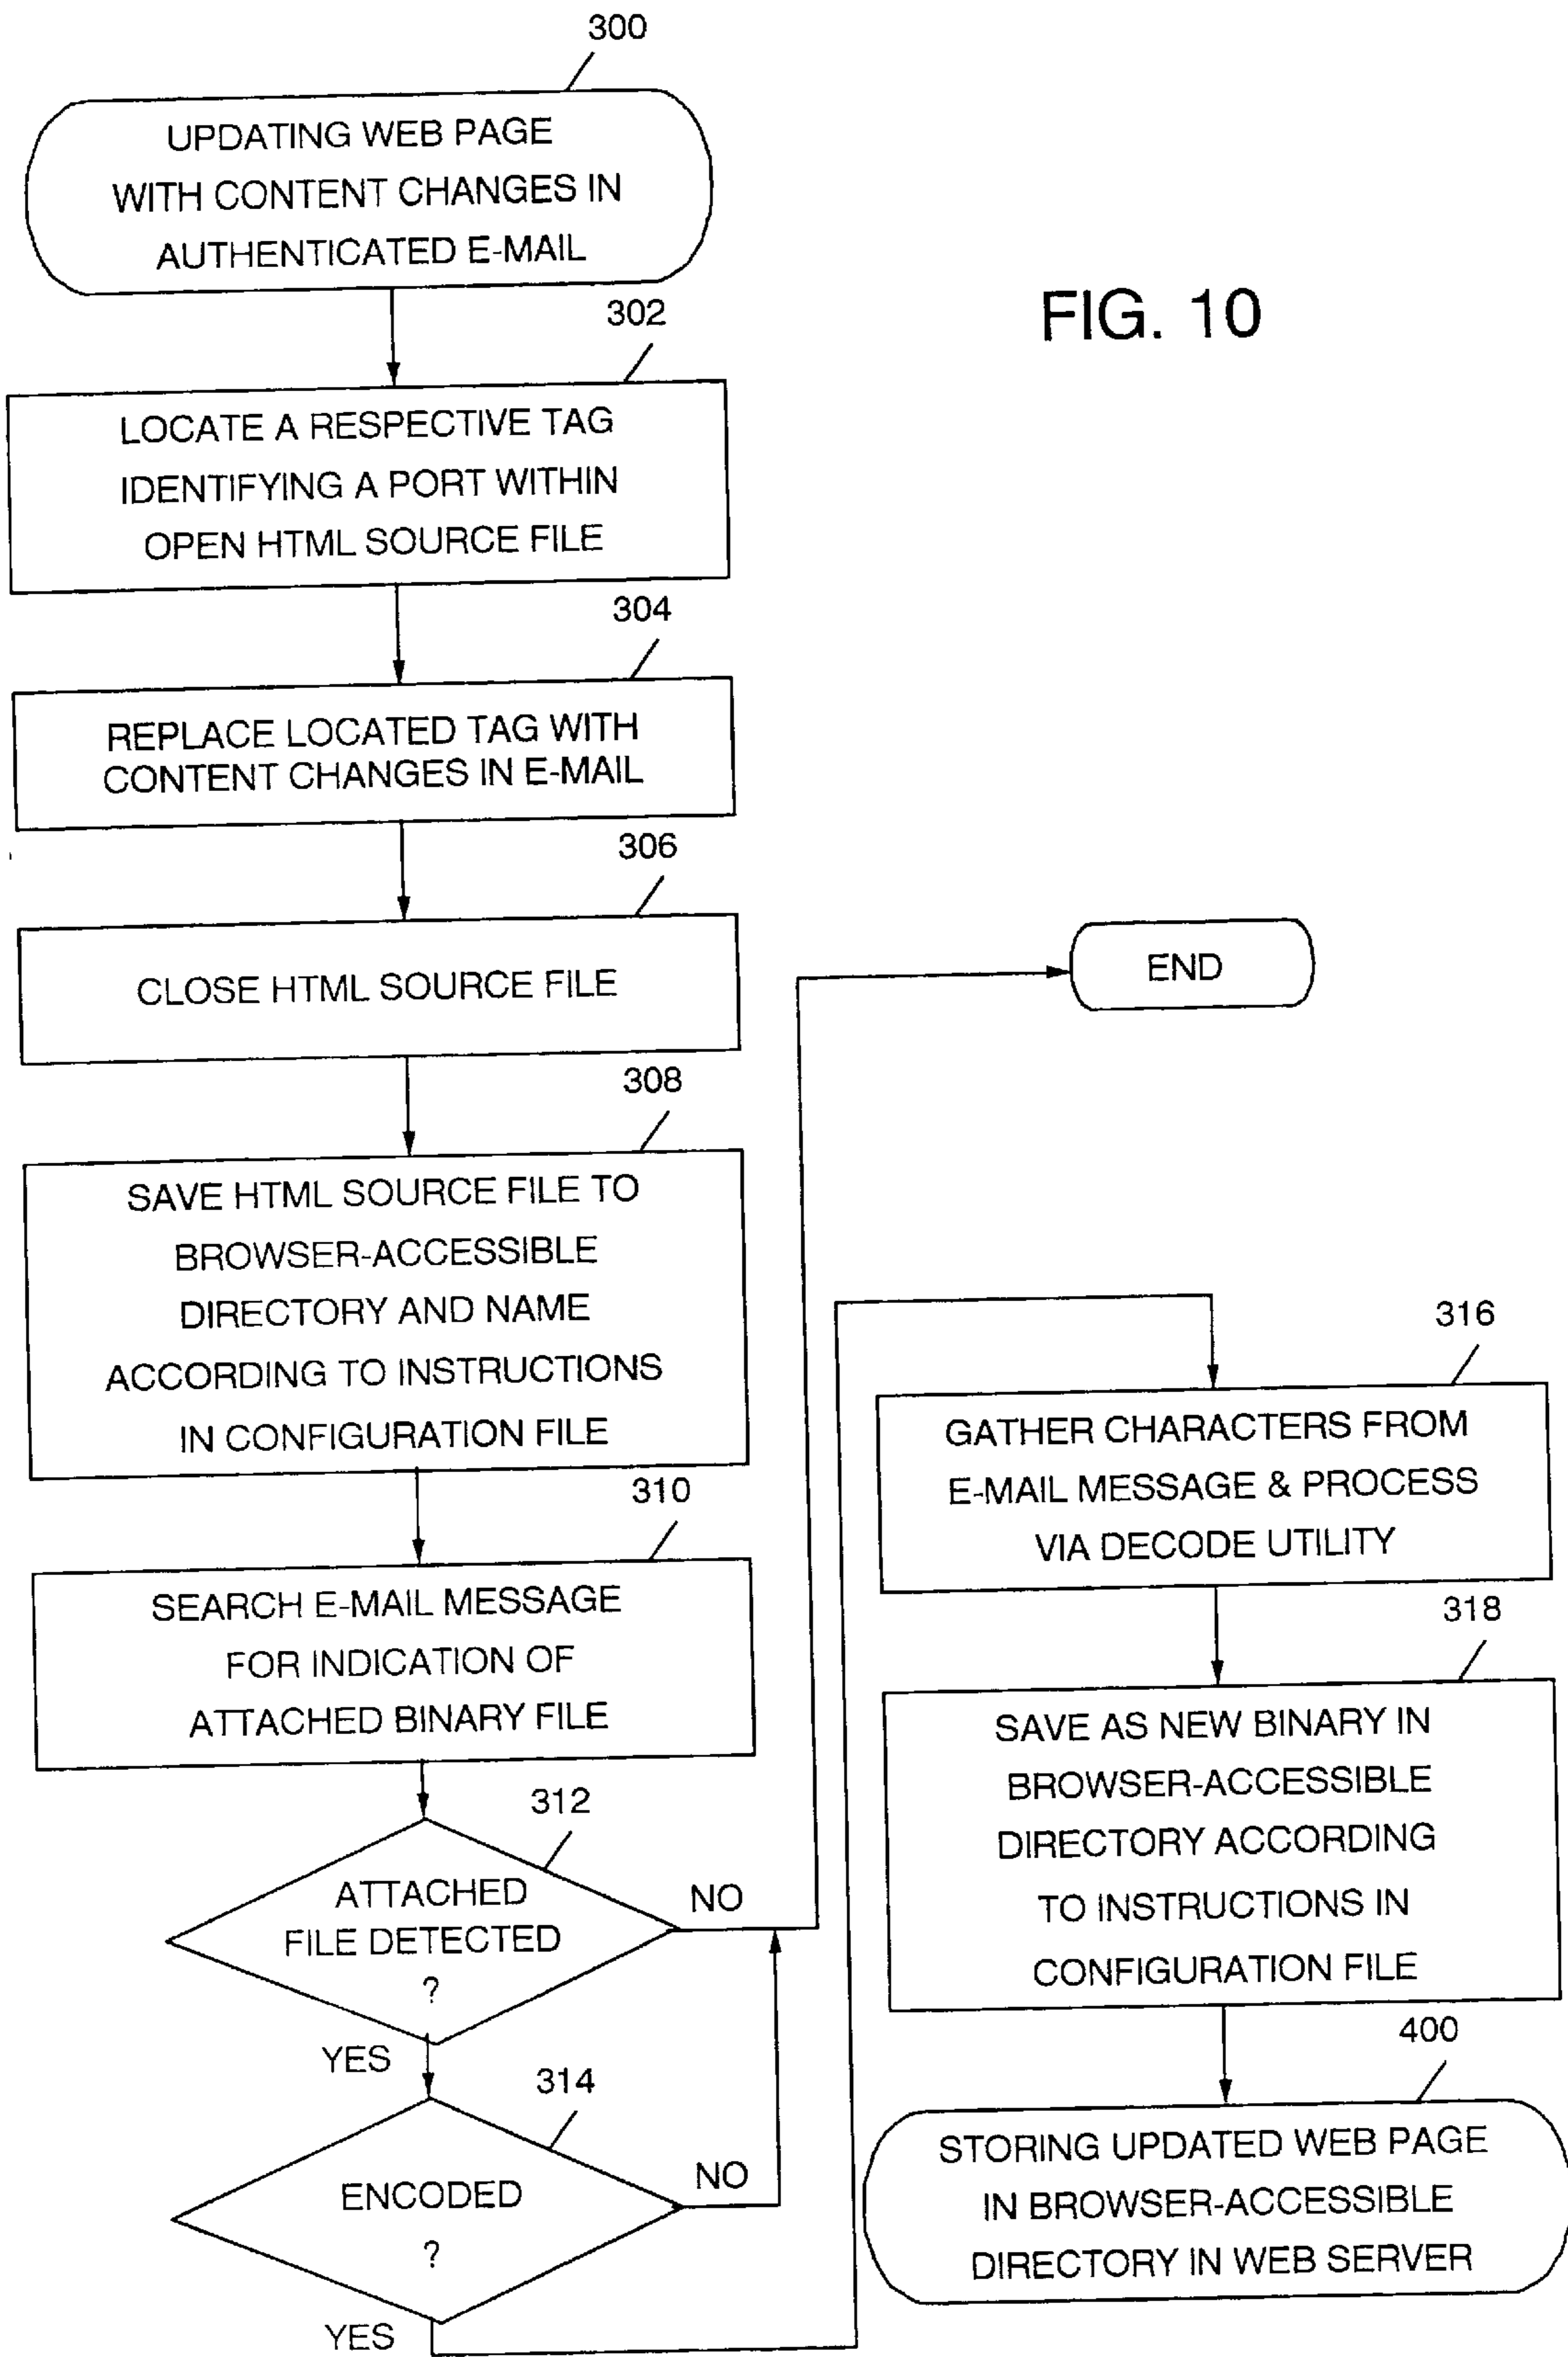 300
UPDATING WEB PAGE
WITH CONTENT CHANGES IN
AUTHENTICATED E-MAIL
FIG. 10
302
LOCATE A RESPECTIVE TAG
IDENTIFYING A PORT WITHIN
OPEN HTML SOURCE FILE
304
REPLACE LOCATED TAG WITH
CONTENT CHANGES IN E-MAIL
306
CLOSE HTML SOURCE FILE
END
308
SAVE HTML SOURCE FILE TO
BROWSER-ACCESSIBLE
DIRECTORY AND NAME
ACCORDING TO INSTRUCTIONS
IN CONFIGURATION FILE
310
SEARCH E-MAIL MESSAGE
FOR INDICATION OF
ATTACHED BINARY FILE
312
ATTACHED
FILE DETECTED
?
NO
YES
314
ENCODED
?
NO
YES
316
GATHER CHARACTERS FROM
E-MAIL MESSAGE & PROCESS
VIA DECODE UTILITY
318
SAVE AS NEW BINARY IN
BROWSER-ACCESSIBLE
DIRECTORY ACCORDING
TO INSTRUCTIONS IN
CONFIGURATION FILE
400
STORING UPDATED WEB PAGE
IN BROWSER-ACCESSIBLE
DIRECTORY IN WEB SERVER